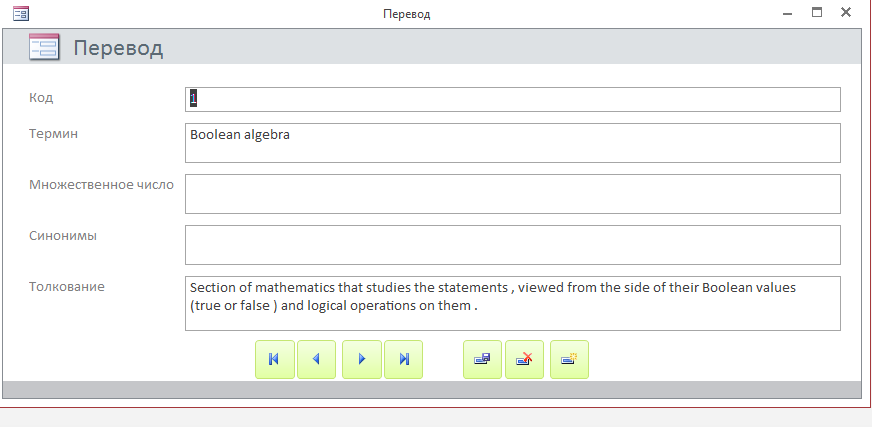 Перевод
Перевод
Код
1
Термин
Boolean algebra
Множественное число
Синонимы
Толкование
Section of mathematics that studies the statements , viewed from the side of their Boolean values
(true or false ) and logical operations on them .